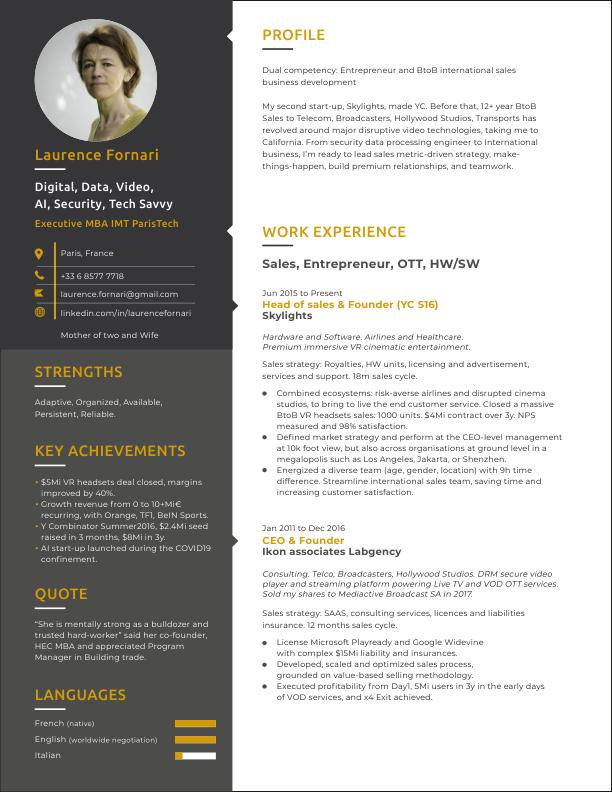 Laurence Fornari
Digital, Data, Video,
AI, Security, Tech Savvy
Executive MBA IMT ParisTech
Paris, France
+33 6 8577 7718
laurence.fornari@gmail.com
linkedin.com/in/laurencefornari
Mother of two and Wife
STRENGTHS
Adaptive, Organized, Available,
Persistent, Reliable.
KEY ACHIEVEMENTS
• $5Mi VR headsets deal closed, margins
improved by 40%.
• Growth revenue from 0 to 10+Mi€
recurring, with Orange, TF1, BeIN Sports.
• Y Combinator Summer2016, $2.4Mi seed
raised in 3 months, $8Mi in 3y.
• AI start-up launched during the COVID19
confinement.
QUOTE
“She is mentally strong as a bulldozer and
trusted hard-worker” said her co-founder,
HEC MBA and appreciated Program
Manager in Building trade.
LANGUAGES
French (native)
English (worldwide negotiation)
Italian
PROFILE
Dual competency: Entrepreneur and BtoB international sales
business development
My second start-up, Skylights, made YC. Before that, 12+ year BtoB
Sales to Telecom, Broadcasters, Hollywood Studios, Transports has
revolved around major disruptive video technologies, taking me to
California. From security data processing engineer to International
business, I’m ready to lead sales metric-driven strategy, make-
things-happen, build premium relationships, and teamwork.
WORK EXPERIENCE
Sales, Entrepreneur, OTT, HW/SW
Jun 2015 to Present
Head of sales & Founder (YC S16)
Skylights
Hardware and Software. Airlines and Healthcare.
Premium immersive VR cinematic entertainment.
Sales strategy: Royalties, HW units, licensing and advertisement,
services and support. 18m sales cycle.
• Combined ecosystems: risk-averse airlines and disrupted cinema
studios, to bring to live the end customer service. Closed a massive
BtoB VR headsets sales: 1000 units. $4Mi contract over 3y. NPS
measured and 98% satisfaction.
• Defined market strategy and perform at the CEO-level management
at 10k foot view, but also across organisations at ground level in a
megalopolis such as Los Angeles, Jakarta, or Shenzhen.
• Energized a diverse team (age, gender, location) with 9h time
difference. Streamline international sales team, saving time and
increasing customer satisfaction.
Jan 2011 to Dec 2016
CEO & Founder
Ikon associates Labgency
Consulting. Telco, Broadcasters, Hollywood Studios. DRM secure video
player and streaming platform powering Live TV and VOD OTT services.
Sold my shares to Mediactive Broadcast SA in 2017.
Sales strategy: SAAS, consulting services, licences and liabilities
insurance. 12 months sales cycle.
• License Microsoft Playready and Google Widevine
with complex $15Mi liability and insurances.
• Developed, scaled and optimized sales process,
grounded on value-based selling methodology.
• Executed profitability from Day1, 5Mi users in 3y in the early days
of VOD services, and x4 Exit achieved.